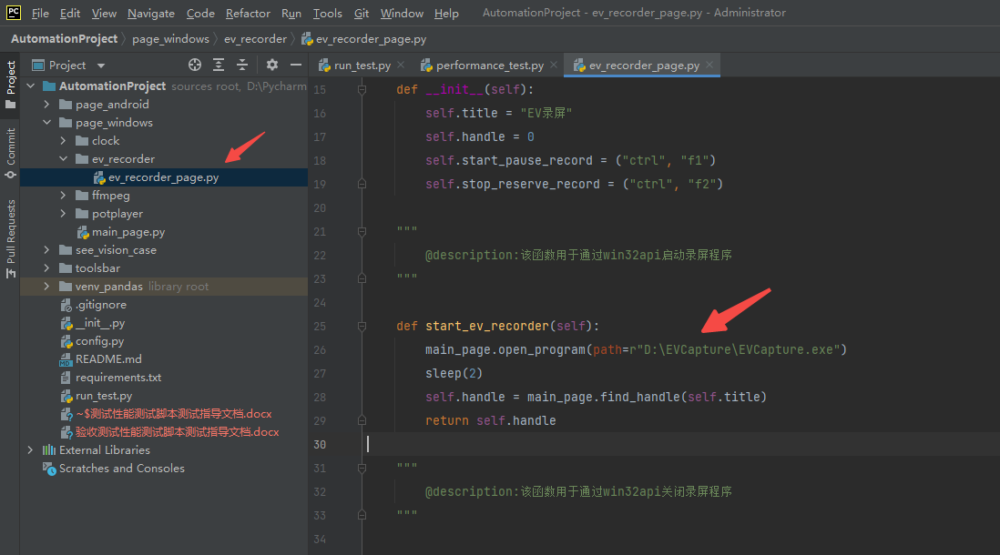 PC File Edit View Navigate Code Refactor Run Tools Git Window Help AutomationProject - ev_recorder_page.py - Administrator
AutomationProject page_windows ev_recorder ev_recorder_page.py
Project
Commit
Pull Requests
Project
AutomationProject sources root, D:\Pycharm
page_android
page_windows
clock
ev_recorder
ev_recorder_page.py
ffmpeg
potplayer
main_page.py
see_vision_case
toolsbar
venv_pandas library root
.gitignore
__init__.py
config.py
README.md
requirements.txt
run_test.py
~$测试性能测试脚本测试指导文档.docx
验收测试性能测试脚本测试指导文档.docx
External Libraries
Scratches and Consoles
run_test.py performance_test.py ev_recorder_page.py
15 def __init__(self):
16 self.title = "EV录屏"
17 self.handle = 0
18 self.start_pause_record = ("ctrl", "f1")
19 self.stop_reserve_record = ("ctrl", "f2")
20
21 """
22 @description:该函数用于通过win32api启动录屏程序
23 """
24
25 def start_ev_recorder(self):
26 main_page.open_program(path=r"D:\EVCapture\EVCapture.exe")
27 sleep(2)
28 self.handle = main_page.find_handle(self.title)
29 return self.handle
30
31 """
32 @description:该函数用于通过win32api关闭录屏程序
33 """
34